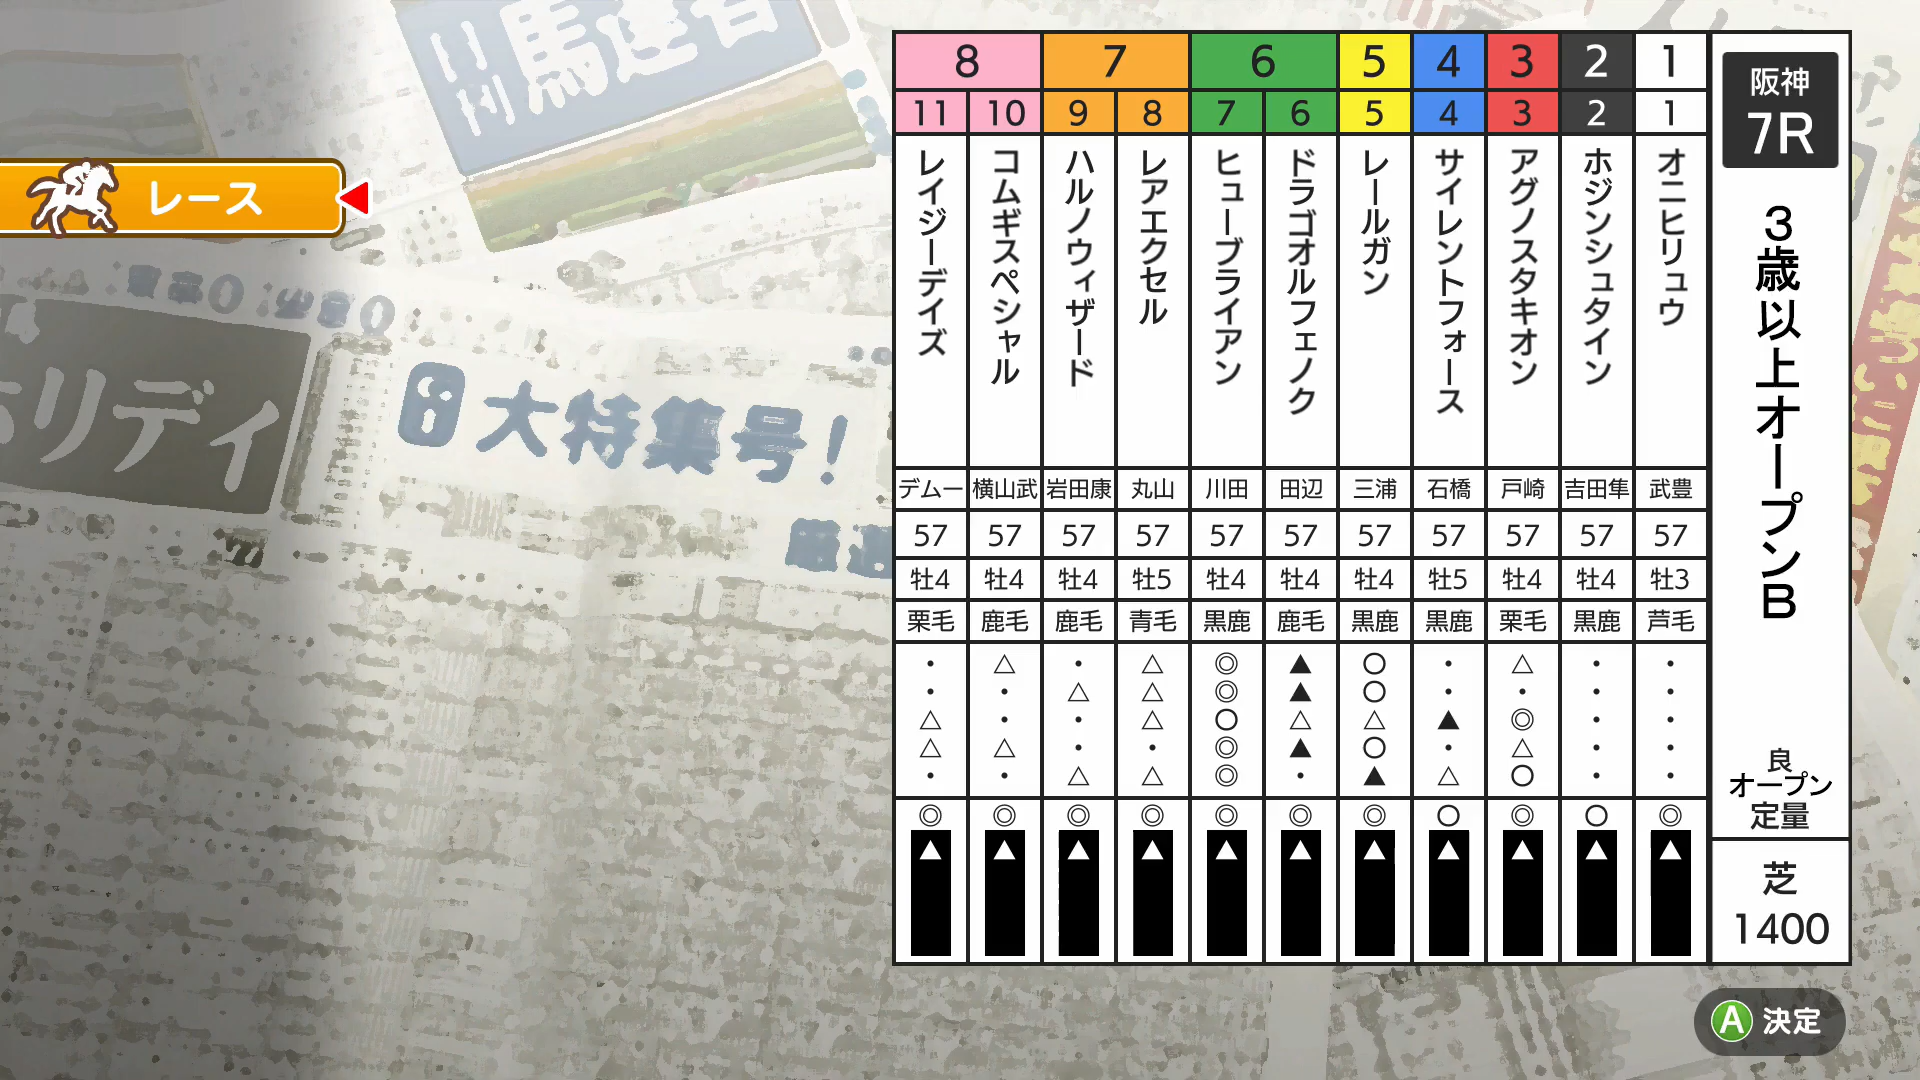 レース
大特集号！
リディ
阪神
7R
3歳以上オープンB
良
オープン
定量
芝
1400
1 1 オニヒリュウ 武豊 57 牡3 芦毛 ・ ・ ・ ・ ・ ◎ △
2 2 ホジンシュタイン 吉田隼 57 牡4 黒鹿 ・ ・ ・ ・ ・ ○ △
3 3 アグノスタキオン 戸崎 57 牡4 栗毛 △ ・ ◎ △ ○ ◎ △
4 4 サイレントフォース 石橋 57 牡5 黒鹿 ・ ・ ▲ ・ △ ○ △
5 5 レールガン 三浦 57 牡4 黒鹿 ○ ○ △ ○ ▲ ◎ △
6 6 ドラゴオルフェノク 田辺 57 牡4 鹿毛 ▲ ▲ △ ▲ ・ ◎ △
7 ヒューブライアン 川田 57 牡4 黒鹿 ◎ ◎ ○ ◎ ◎ ◎ △
7 8 レアエクセル 丸山 57 牡5 青毛 △ △ △ ・ △ ◎ △
9 ハルノウィザード 岩田康 57 牡4 鹿毛 ・ △ ・ ・ △ ◎ △
8 10 コムギスペシャル 横山武 57 牡4 鹿毛 △ ・ ・ △ ・ ◎ △
11 レイジーデイズ デムー 57 牡4 栗毛 ・ ・ △ △ ・ ◎ △
A 決定